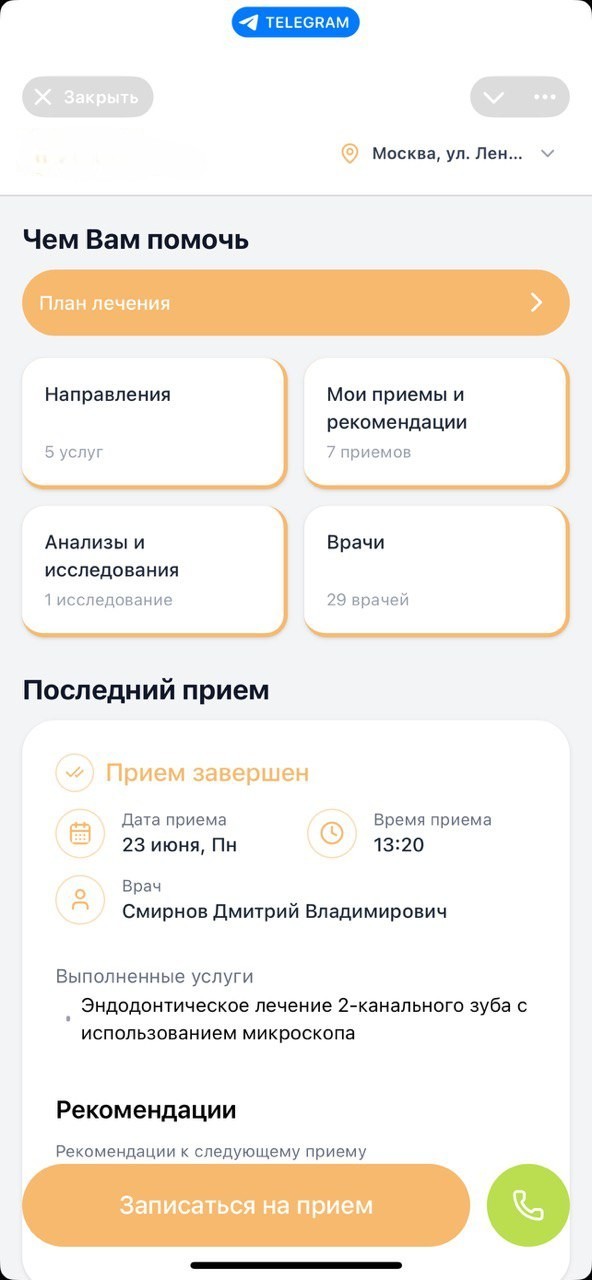 TELEGRAM
Закрыть
Москва, ул. Лен...
Чем Вам помочь
План лечения
Направления
5 услуг
Мои приемы и
рекомендации
7 приемов
Анализы и
исследования
1 исследование
Врачи
29 врачей
Последний прием
Прием завершен
Дата приема
23 июня, Пн
Время приема
13:20
Врач
Смирнов Дмитрий Владимирович
Выполненные услуги
Эндодонтическое лечение 2-канального зуба с
использованием микроскопа
Рекомендации
Рекомендации к следующему приему
Записаться на прием